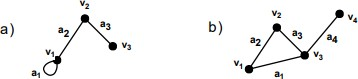 a)
v₂
a₂
a₃
v₁
v₃
a₁
b)
v₂
v₄
a₂
a₃
a₄
v₁
v₃
a₁